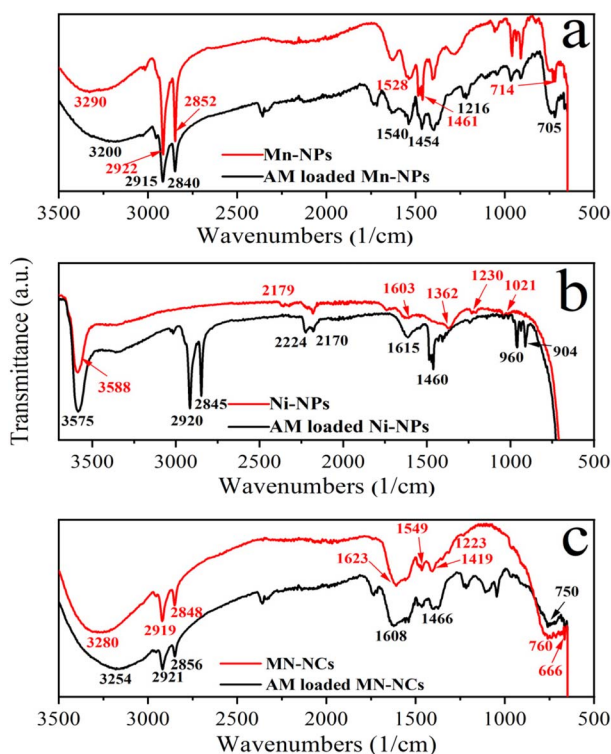 a
3290
2852
1528
1216
714
3200
2922
1540
1454
1461
705
Mn-NPs
2915
2840
AM loaded Mn-NPs
3500 3000 2500 2000 1500 1000 500
Wavenumbers (1/cm)
Transmittance (a.u.)
b
2179
1603
1362
1230
1021
3588
2224
2170
1615
960
904
3575
2920
2845
1460
Ni-NPs
AM loaded Ni-NPs
3500 3000 2500 2000 1500 1000 500
Wavenumbers (1/cm)
c
1549
1623
1223
1419
750
3280
2919
2848
1608
1466
760
666
3254
2921
2856
MN-NCs
AM loaded MN-NCs
3500 3000 2500 2000 1500 1000 500
Wavenumbers (1/cm)